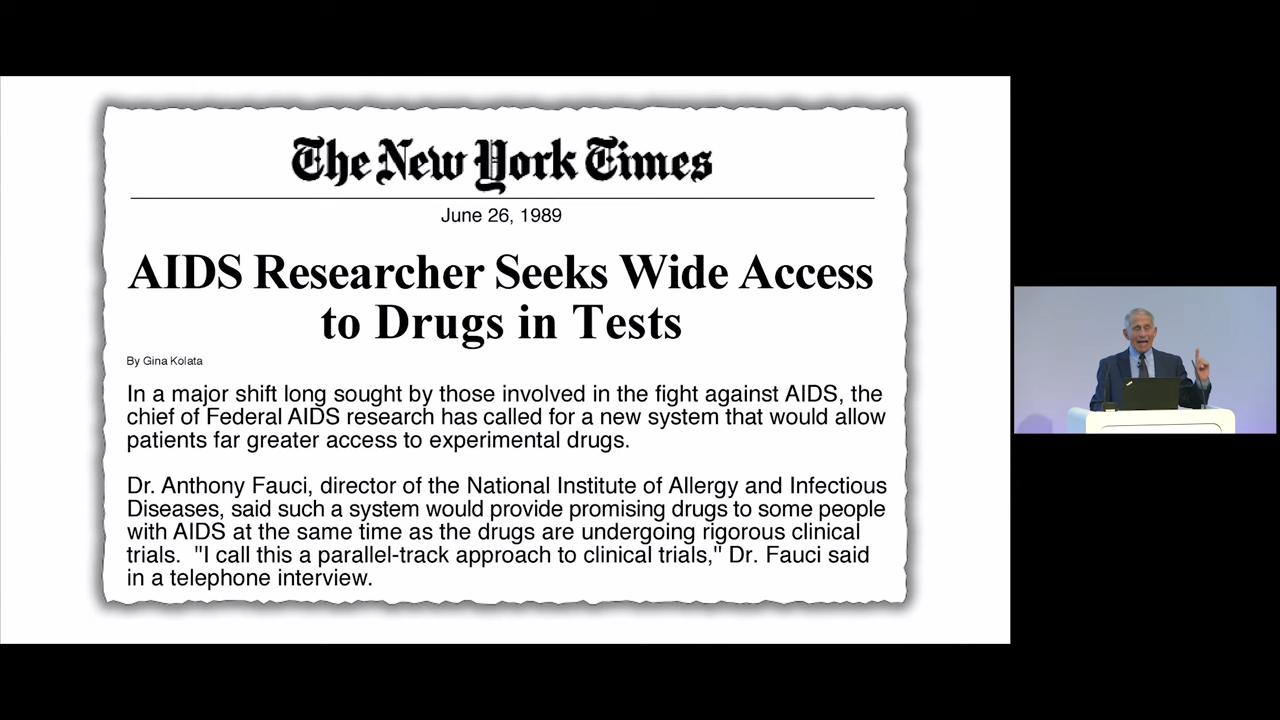 The New York Times
June 26, 1989
AIDS Researcher Seeks Wide Access
to Drugs in Tests
By Gina Kolata
In a major shift long sought by those involved in the fight against AIDS, the
chief of Federal AIDS research has called for a new system that would allow
patients far greater access to experimental drugs.
Dr. Anthony Fauci, director of the National Institute of Allergy and Infectious
Diseases, said such a system would provide promising drugs to some people
with AIDS at the same time as the drugs are undergoing rigorous clinical
trials.  "I call this a parallel-track approach to clinical trials," Dr. Fauci said
in a telephone interview.